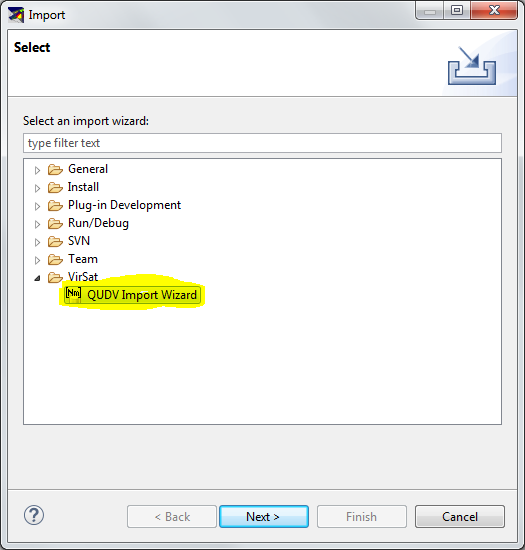 Import
Select
Select an import wizard:
type filter text
General
Install
Plug-in Development
Run/Debug
SVN
Team
VirSat
[Nm] QUDV Import Wizard
? < Back Next > Finish Cancel